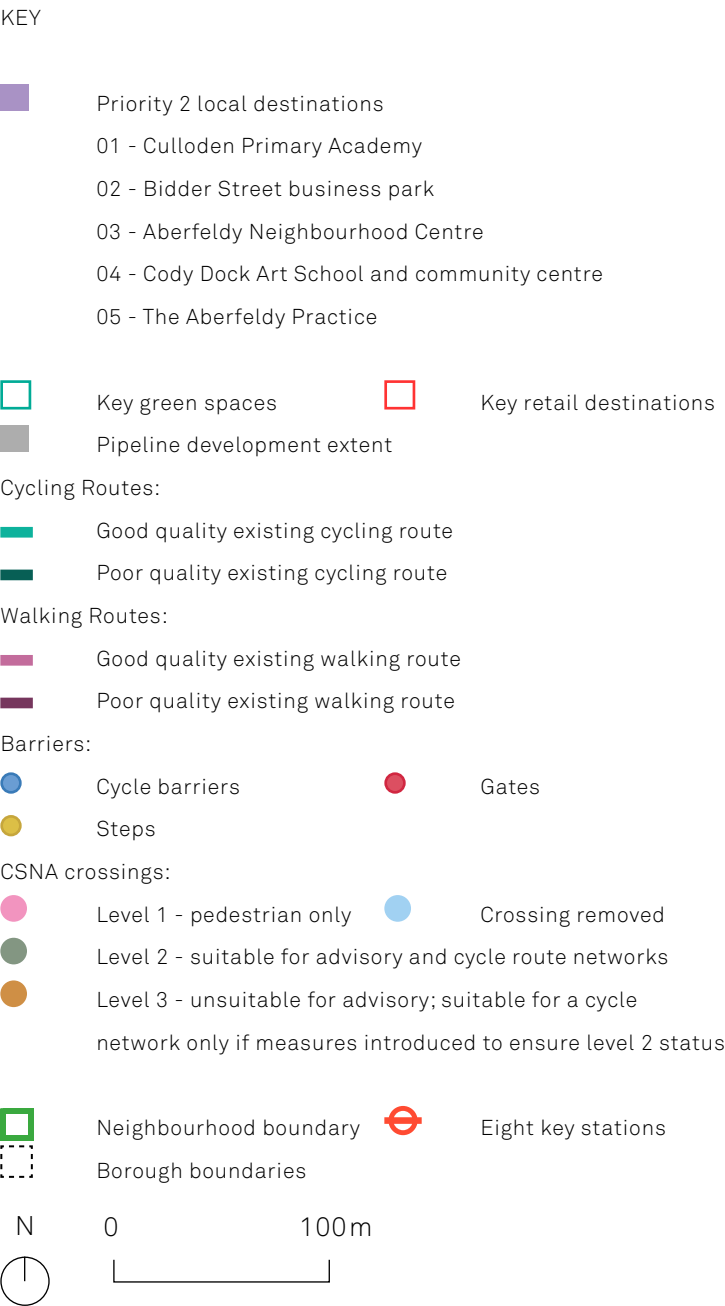 KEY
Priority 2 local destinations
01 - Culloden Primary Academy
02 - Bidder Street business park
03 - Aberfeldy Neighbourhood Centre
04 - Cody Dock Art School and community centre
05 - The Aberfeldy Practice
Key green spaces
Key retail destinations
Pipeline development extent
Cycling Routes:
Good quality existing cycling route
Poor quality existing cycling route
Walking Routes:
Good quality existing walking route
Poor quality existing walking route
Barriers:
Cycle barriers
Gates
Steps
CSNA crossings:
Level 1 - pedestrian only
Crossing removed
Level 2 - suitable for advisory and cycle route networks
Level 3 - unsuitable for advisory; suitable for a cycle
network only if measures introduced to ensure level 2 status
Neighbourhood boundary
Eight key stations
Borough boundaries
N
0
100m